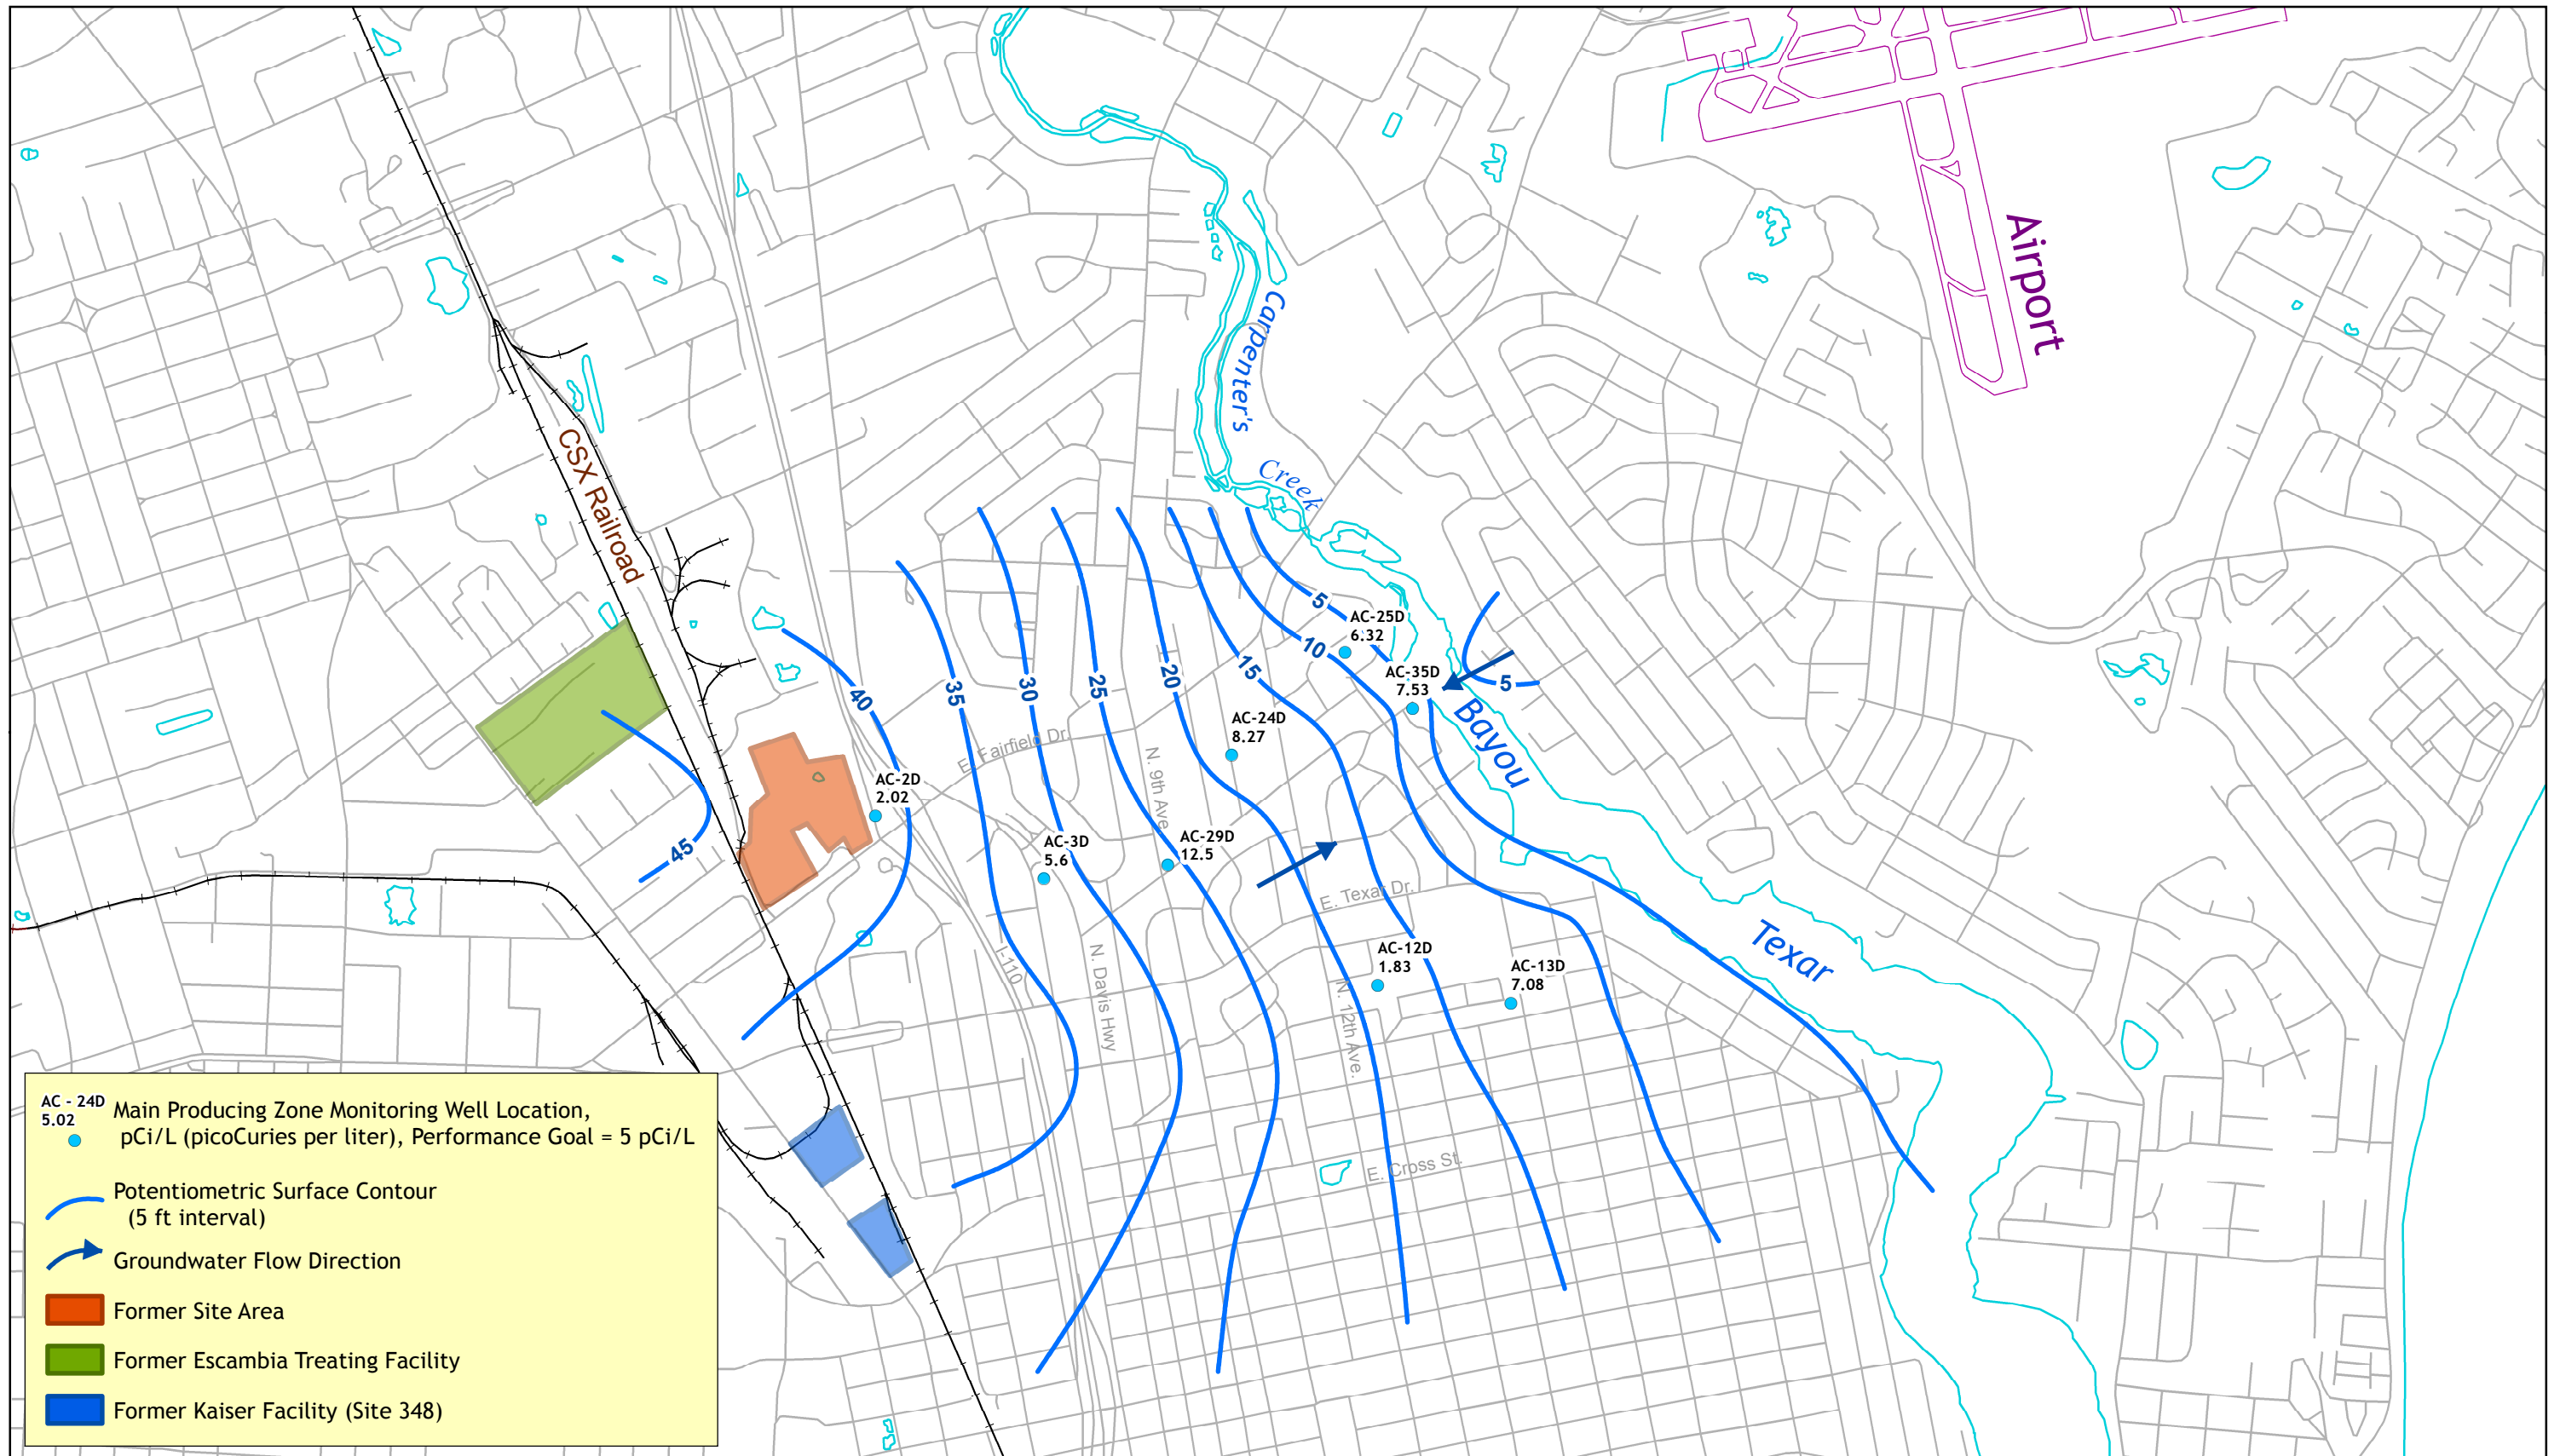 Airport
Carpenter's
Creek
CSX Railroad
5
AC-25D
6.32
10
15
AC-35D
7.53
5
20
25
30
35
40
Bayou
AC-24D
8.27
E. Fairfield Dr.
N. 9th Ave
AC-2D
2.02
45
AC-3D
5.6
AC-29D
12.5
E. Texar Dr.
Texar
AC-12D
1.83
AC-13D
7.08
I-110
N. Davis Hwy
N. 12th Ave.
E. Cross St.
AC - 24D
5.02
Main Producing Zone Monitoring Well Location,
pCi/L (picoCuries per liter), Performance Goal = 5 pCi/L
Potentiometric Surface Contour
(5 ft interval)
Groundwater Flow Direction
Former Site Area
Former Escambia Treating Facility
Former Kaiser Facility (Site 348)